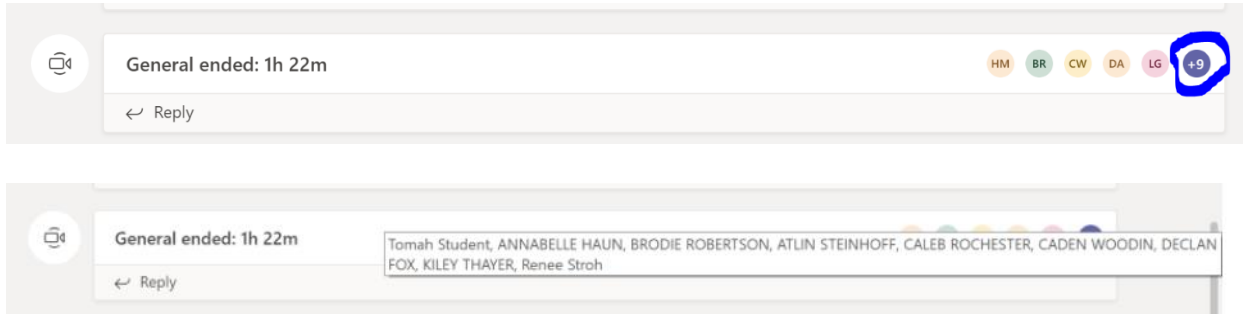 General ended: 1h 22m HM BR CW DA LG +9
Reply
General ended: 1h 22m
Tomah Student, ANNABELLE HAUN, BRODIE ROBERTSON, ATLIN STEINHOFF, CALEB ROCHESTER, CADEN WOODIN, DECLAN
FOX, KILEY THAYER, Renee Stroh
Reply